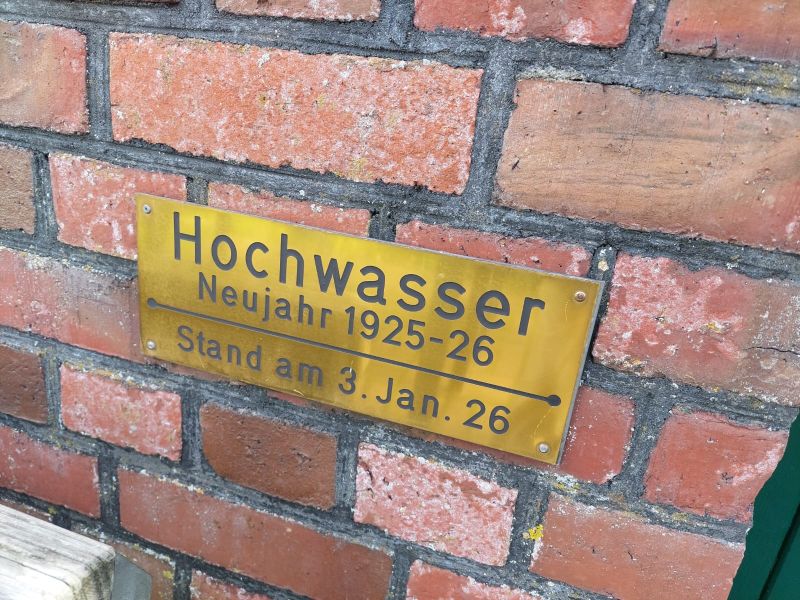 Hochwasser
Neujahr 1925-26
Stand am 3. Jan. 26